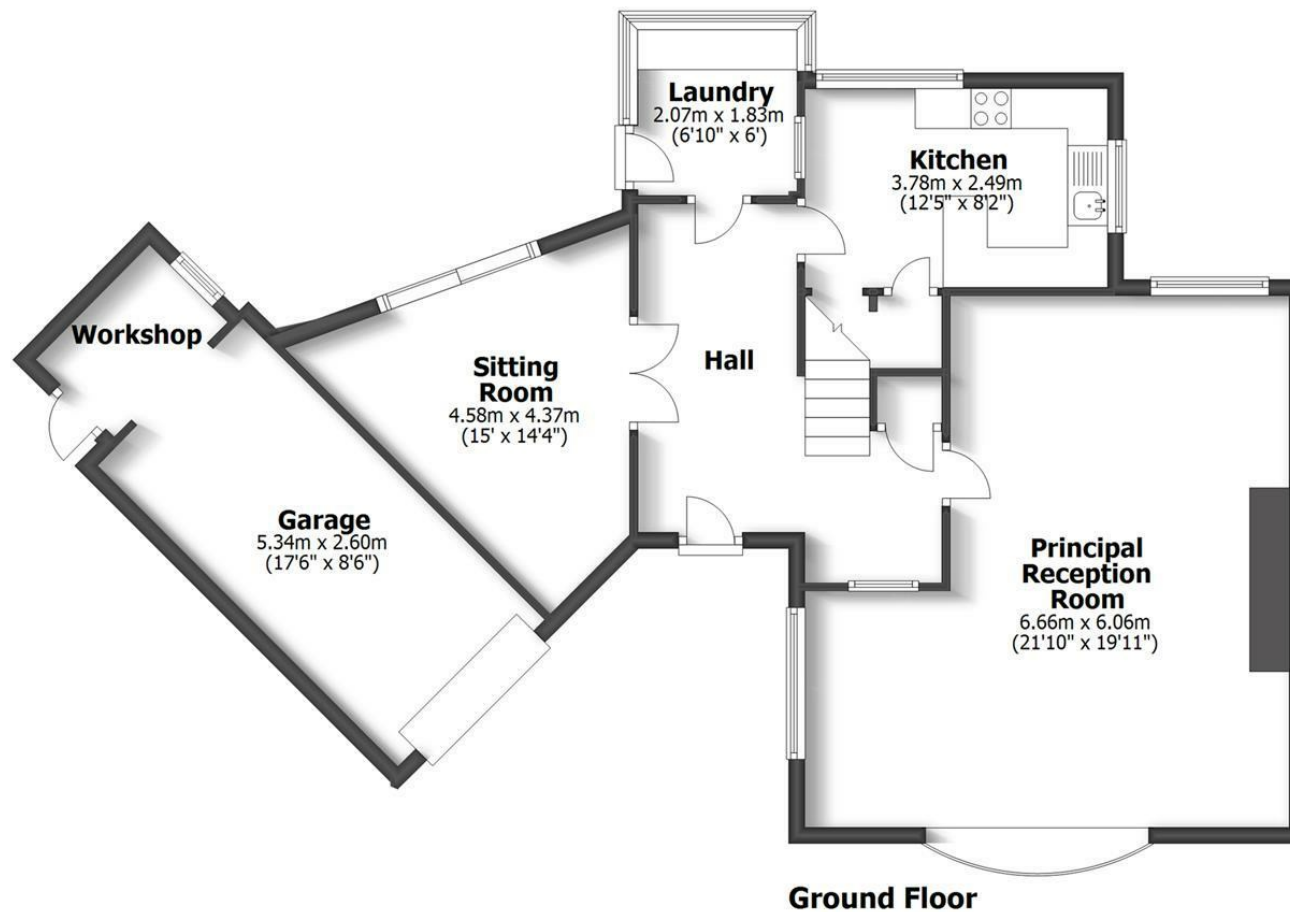 Laundry
2.07m x 1.83m
(6'10" x 6')
Kitchen
3.78m x 2.49m
(12'5" x 8'2")
Workshop
Sitting
Room
4.58m x 4.37m
(15' x 14'4")
Hall
Garage
5.34m x 2.60m
(17'6" x 8'6")
Principal
Reception
Room
6.66m x 6.06m
(21'10" x 19'11")
Ground Floor